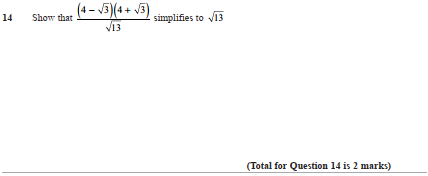 14 Show that (4 − √3)(4 + √3) / √13 simplifies to √13
(Total for Question 14 is 2 marks)